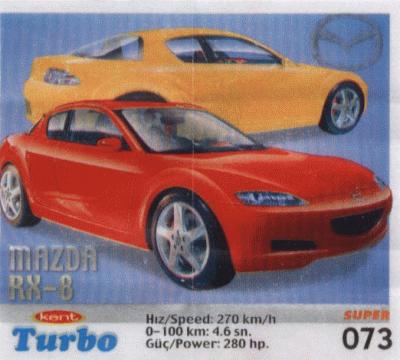 MAZDA
RX-8
kent
Turbo
Hız/Speed: 270 km/h
0-100 km: 4.6 sn.
Güç/Power: 280 hp.
SUPER
073